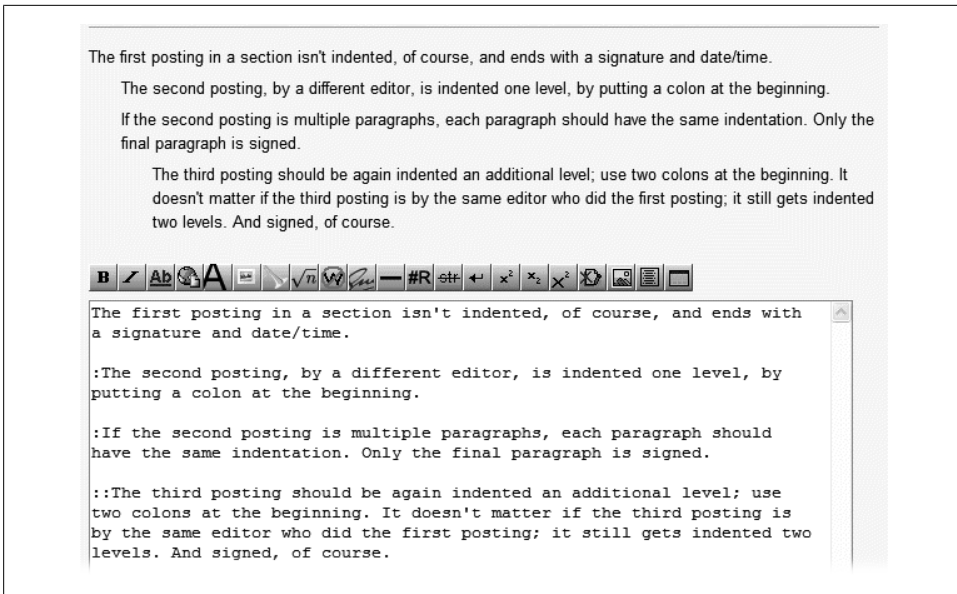 The first posting in a section isn't indented, of course, and ends with a signature and date/time.
The second posting, by a different editor, is indented one level, by putting a colon at the beginning.
If the second posting is multiple paragraphs, each paragraph should have the same indentation. Only the
final paragraph is signed.
The third posting should be again indented an additional level; use two colons at the beginning. It
doesn't matter if the third posting is by the same editor who did the first posting; it still gets indented
two levels. And signed, of course.
B I Ab A √n W #R str x² x₂ x²
The first posting in a section isn't indented, of course, and ends with
a signature and date/time.
:The second posting, by a different editor, is indented one level, by
putting a colon at the beginning.
:If the second posting is multiple paragraphs, each paragraph should
have the same indentation. Only the final paragraph is signed.
::The third posting should be again indented an additional level; use
two colons at the beginning. It doesn't matter if the third posting is
by the same editor who did the first posting; it still gets indented two
levels. And signed, of course.